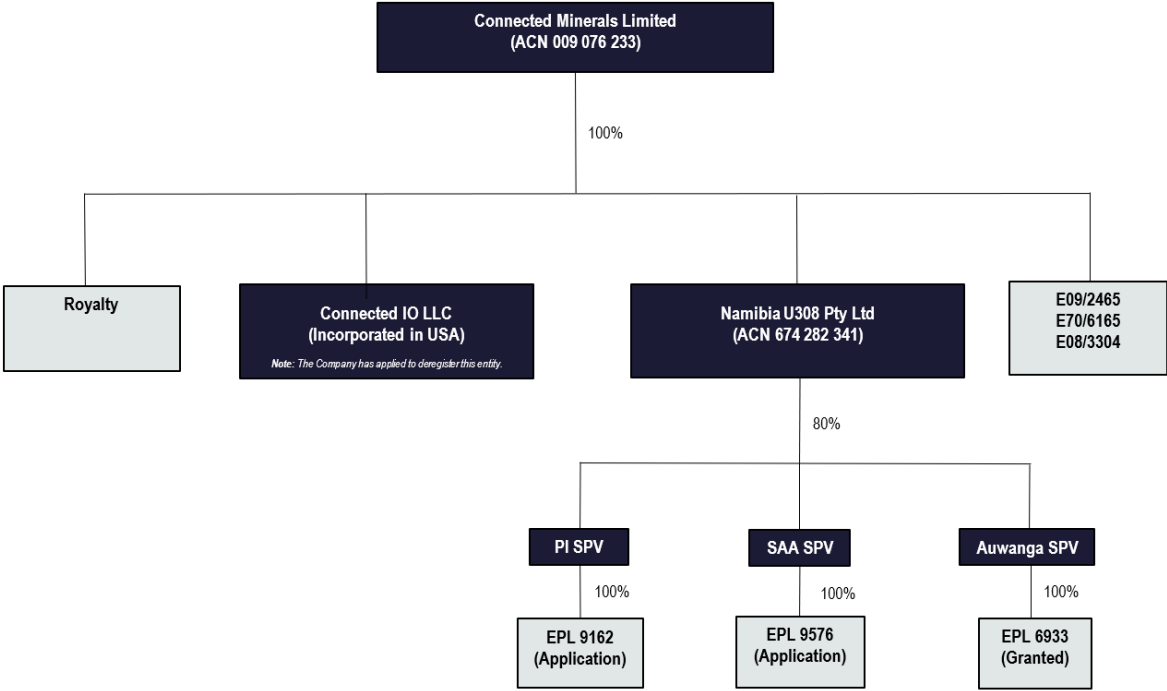 Connected Minerals Limited
(ACN 009 076 233)
100%
Royalty
Connected IO LLC
(Incorporated in USA)
Note: The Company has applied to deregister this entity.
Namibia U308 Pty Ltd
(ACN 674 282 341)
E09/2465
E70/6165
E08/3304
80%
PI SPV
SAA SPV
Auwanga SPV
100%
100%
100%
EPL 9162
(Application)
EPL 9576
(Application)
EPL 6933
(Granted)